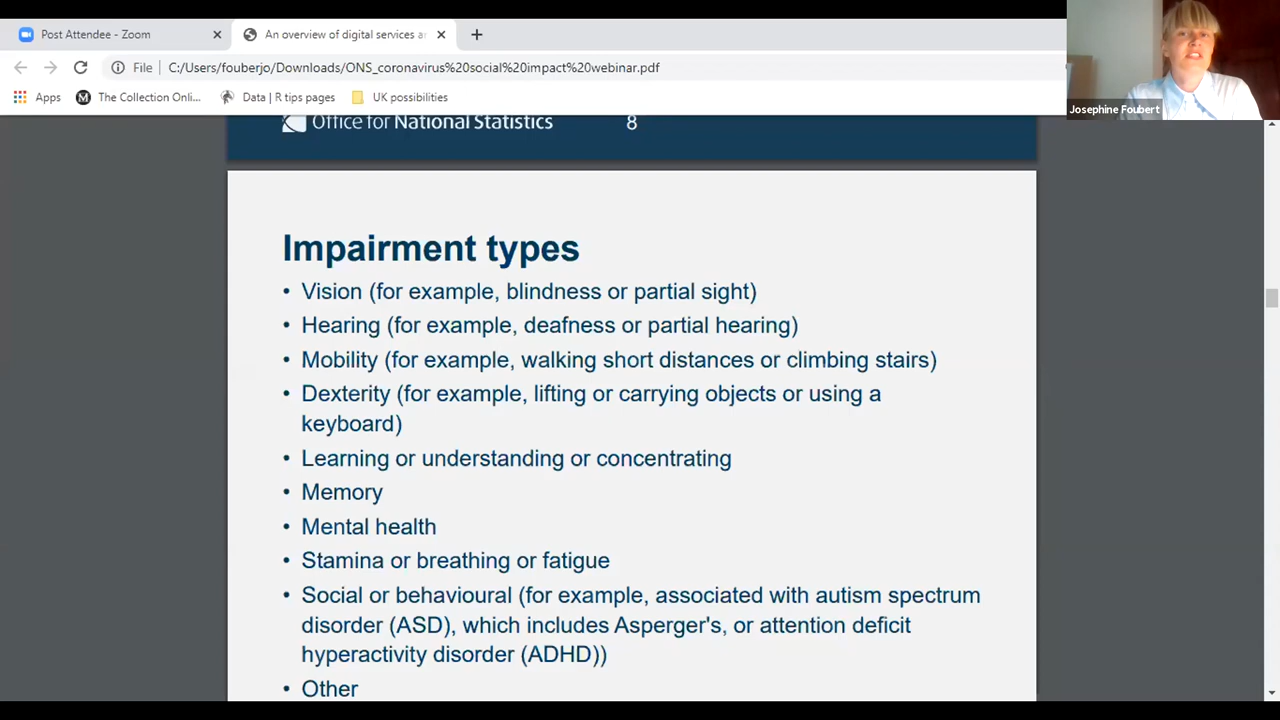 Post Attendee - Zoom
An overview of digital services a
File
C:/Users/fouberjo/Downloads/ONS_coronavirus%20social%20impact%20webinar.pdf
Apps
The Collection Onli...
Data | R tips pages
UK possibilities
Josephine Foubert
Office for National Statistics
8
Impairment types
• Vision (for example, blindness or partial sight)
• Hearing (for example, deafness or partial hearing)
• Mobility (for example, walking short distances or climbing stairs)
• Dexterity (for example, lifting or carrying objects or using a
keyboard)
• Learning or understanding or concentrating
• Memory
• Mental health
• Stamina or breathing or fatigue
• Social or behavioural (for example, associated with autism spectrum
disorder (ASD), which includes Asperger's, or attention deficit
hyperactivity disorder (ADHD))
• Other